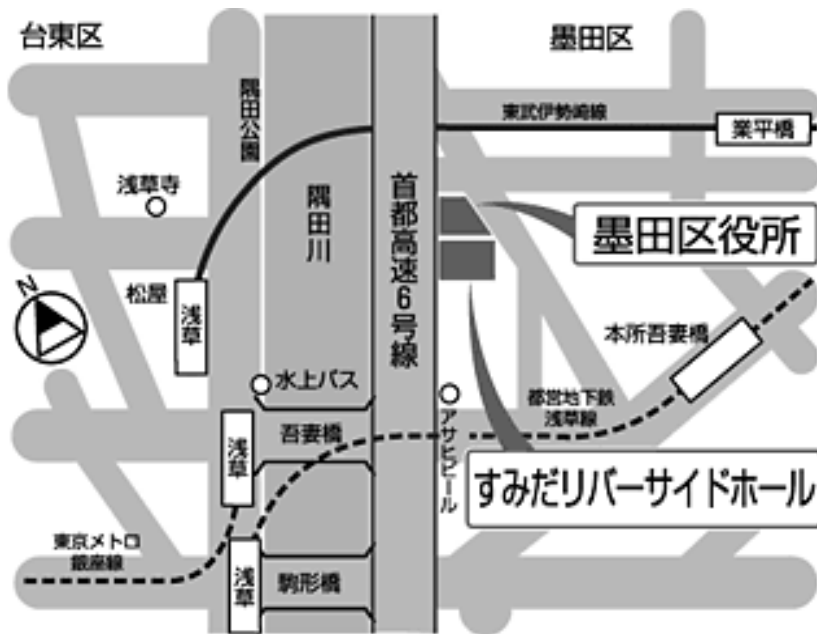 台東区
墨田区
隅田公園
東武伊勢崎線
業平橋
浅草寺
隅田川
首都高速6号線
墨田区役所
N
松屋
浅草
本所吾妻橋
水上バス
都営地下鉄
浅草線
浅草
吾妻橋
アサヒビール
すみだリバーサイドホール
東京メトロ
銀座線
浅草
駒形橋